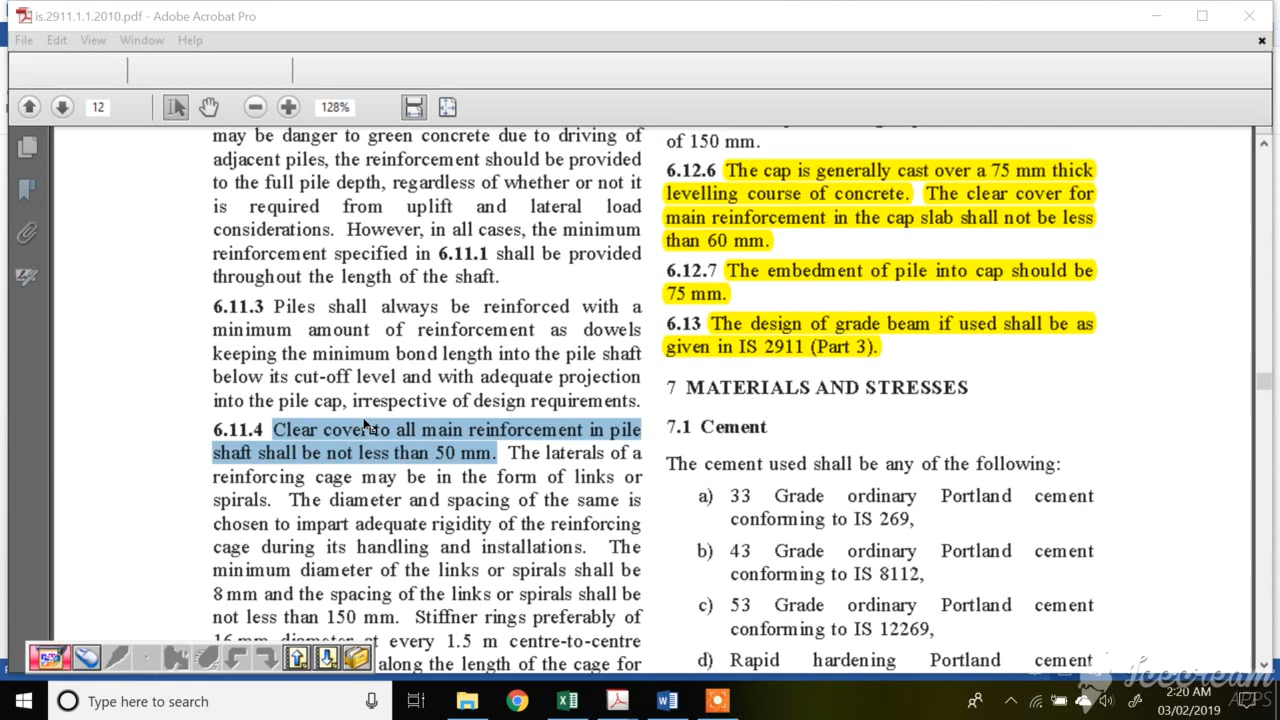 is.2911.1.1.2010.pdf - Adobe Acrobat Pro
File Edit View Window Help
12
128%
may be danger to green concrete due to driving of
adjacent piles, the reinforcement should be provided
to the full pile depth, regardless of whether or not it
is required from uplift and lateral load
considerations. However, in all cases, the minimum
reinforcement specified in 6.11.1 shall be provided
throughout the length of the shaft.
6.11.3 Piles shall always be reinforced with a
minimum amount of reinforcement as dowels
keeping the minimum bond length into the pile shaft
below its cut-off level and with adequate projection
into the pile cap, irrespective of design requirements.
6.11.4 Clear cover to all main reinforcement in pile
shaft shall be not less than 50 mm. The laterals of a
reinforcing cage may be in the form of links or
spirals. The diameter and spacing of the same is
chosen to impart adequate rigidity of the reinforcing
cage during its handling and installations. The
minimum diameter of the links or spirals shall be
8 mm and the spacing of the links or spirals shall be
not less than 150 mm. Stiffner rings preferably of
16 mm diameter at every 1.5 m centre-to-centre
along the length of the cage for
of 150 mm.
6.12.6 The cap is generally cast over a 75 mm thick
levelling course of concrete. The clear cover for
main reinforcement in the cap slab shall not be less
than 60 mm.
6.12.7 The embedment of pile into cap should be
75 mm.
6.13 The design of grade beam if used shall be as
given in IS 2911 (Part 3).
7 MATERIALS AND STRESSES
7.1 Cement
The cement used shall be any of the following:
a) 33 Grade ordinary Portland cement
conforming to IS 269,
b) 43 Grade ordinary Portland cement
conforming to IS 8112,
c) 53 Grade ordinary Portland cement
conforming to IS 12269,
d) Rapid hardening Portland cement
Icecream
APPS
Type here to search
2:20 AM
03/02/2019